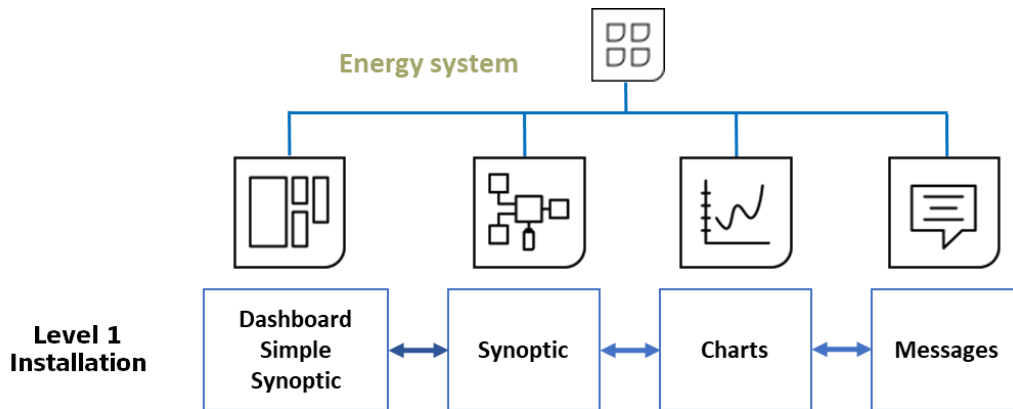 Energy system
Level 1
Installation
Dashboard
Simple
Synoptic
Synoptic
Charts
Messages